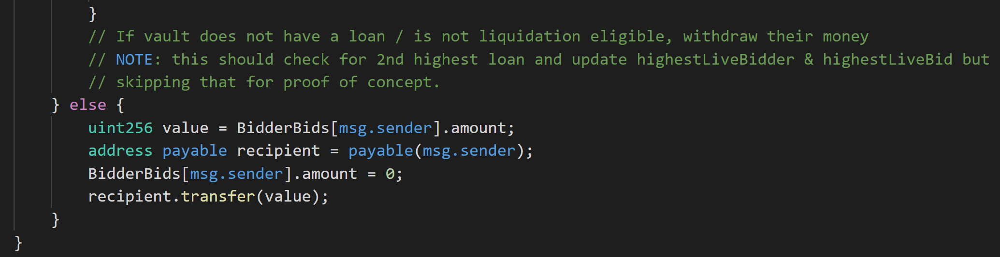 }
// If vault does not have a loan / is not liquidation eligible, withdraw their money
// NOTE: this should check for 2nd highest loan and update highestLiveBidder & highestLiveBid but
// skipping that for proof of concept.
} else {
uint256 value = BidderBids[msg.sender].amount;
address payable recipient = payable(msg.sender);
BidderBids[msg.sender].amount = 0;
recipient.transfer(value);
}
}